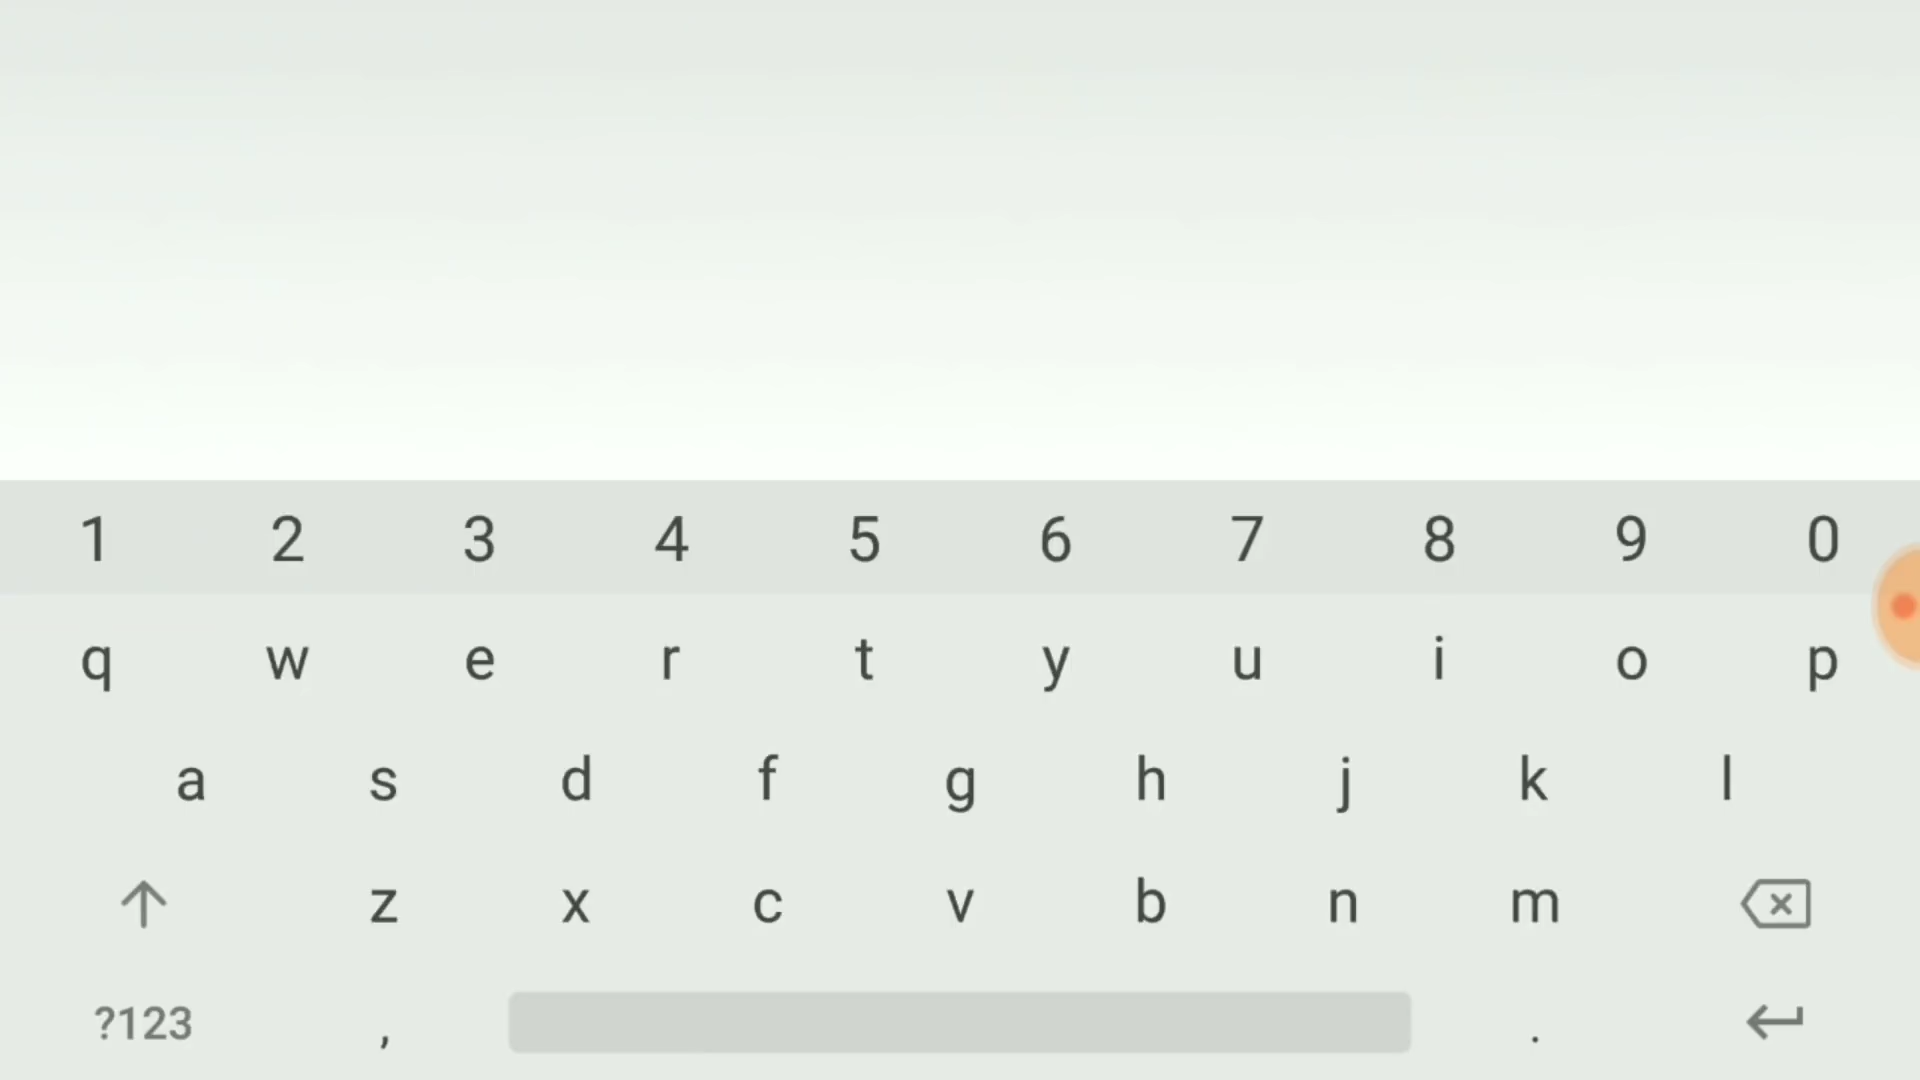 1 2 3 4 5 6 7 8 9 0
q w e r t y u i o p
a s d f g h j k l
z x c v b n m
?123 , .